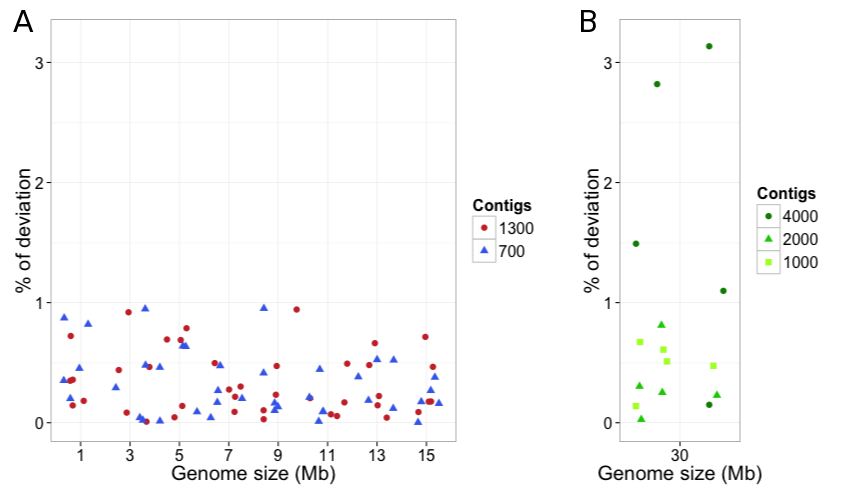 A
% of deviation
3
2
1
0
1 3 5 7 9 11 13 15
Genome size (Mb)
Contigs
1300
700
B
% of deviation
3
2
1
0
30
Genome size (Mb)
Contigs
4000
2000
1000